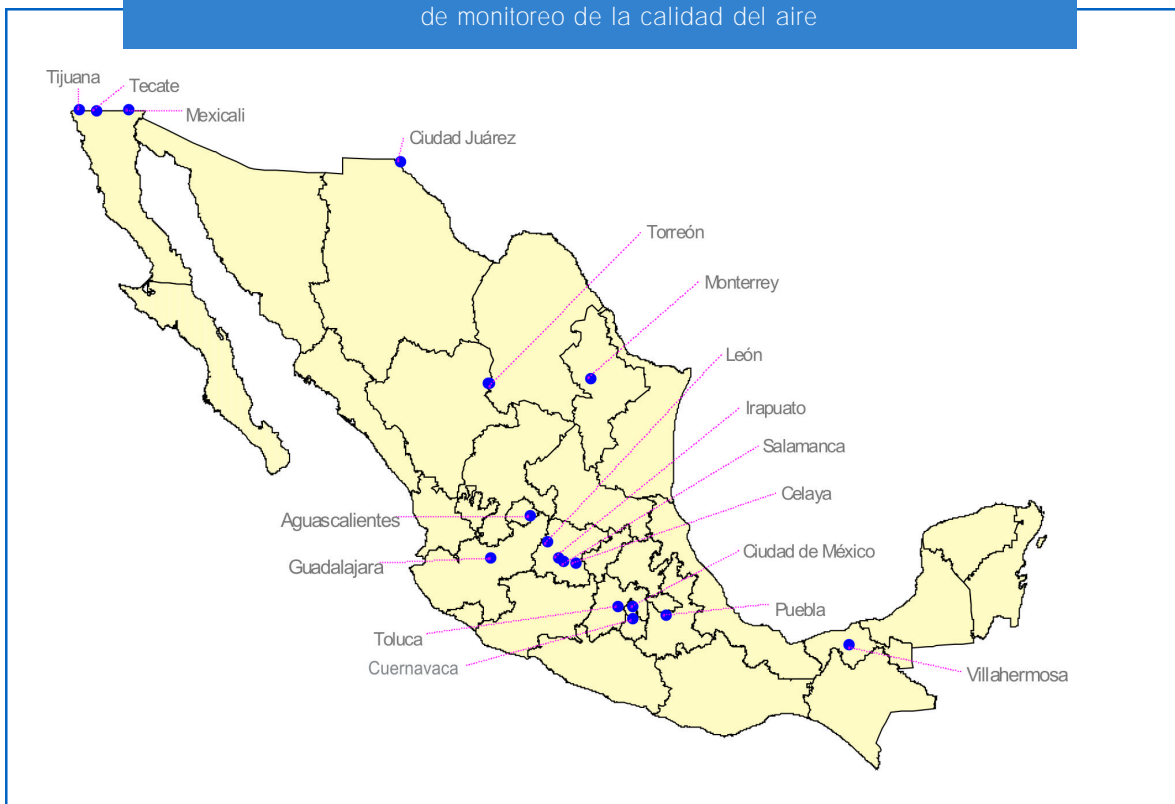 de monitoreo de la calidad del aire
Tijuana
Tecate
Mexicali
Ciudad Juárez
Torreón
Monterrey
León
Irapuato
Salamanca
Celaya
Aguascalientes
Ciudad de México
Guadalajara
Puebla
Toluca
Cuernavaca
Villahermosa